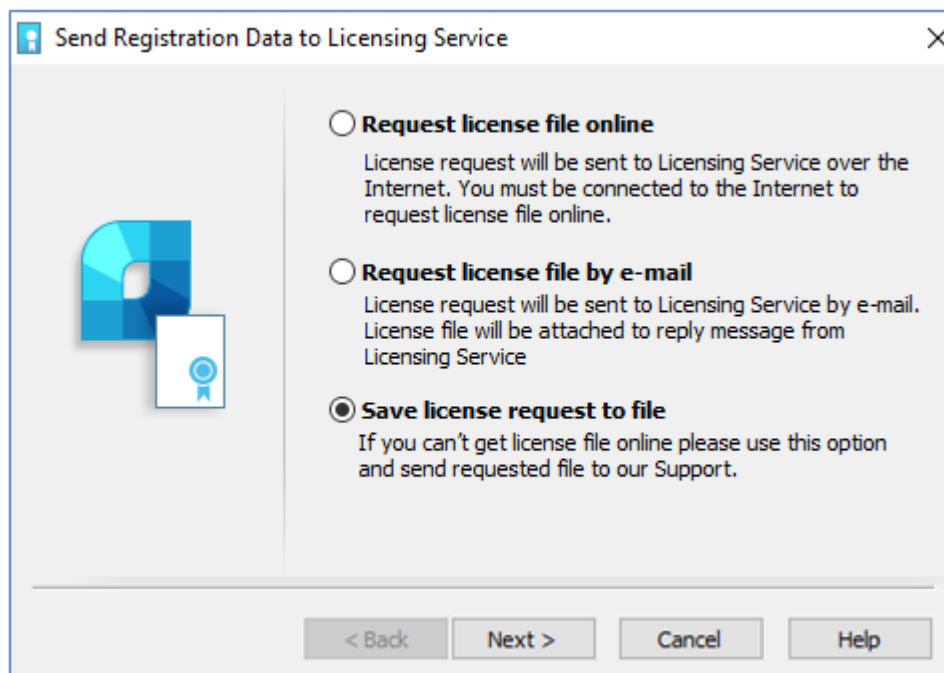 Send Registration Data to Licensing Service
Request license file online
License request will be sent to Licensing Service over the
Internet. You must be connected to the Internet to
request license file online.
Request license file by e-mail
License request will be sent to Licensing Service by e-mail.
License file will be attached to reply message from
Licensing Service
Save license request to file
If you can't get license file online please use this option
and send requested file to our Support.
< Back Next > Cancel Help